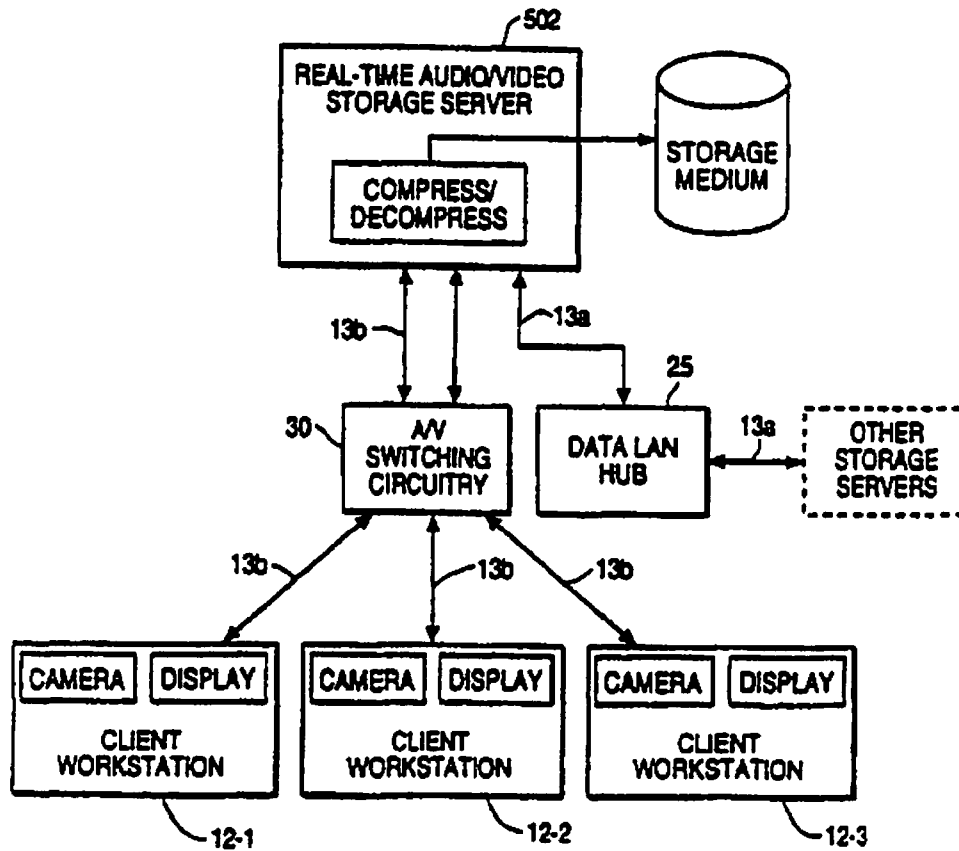 502
REAL-TIME AUDIO/VIDEO
STORAGE SERVER
COMPRESS/
DECOMPRESS
STORAGE
MEDIUM
13b
13a
25
30
A/V
SWITCHING
CIRCUITRY
DATA LAN
HUB
13a
OTHER
STORAGE
SERVERS
13b
13b
13b
CAMERA
DISPLAY
CLIENT
WORKSTATION
12-1
CAMERA
DISPLAY
CLIENT
WORKSTATION
12-2
CAMERA
DISPLAY
CLIENT
WORKSTATION
12-3